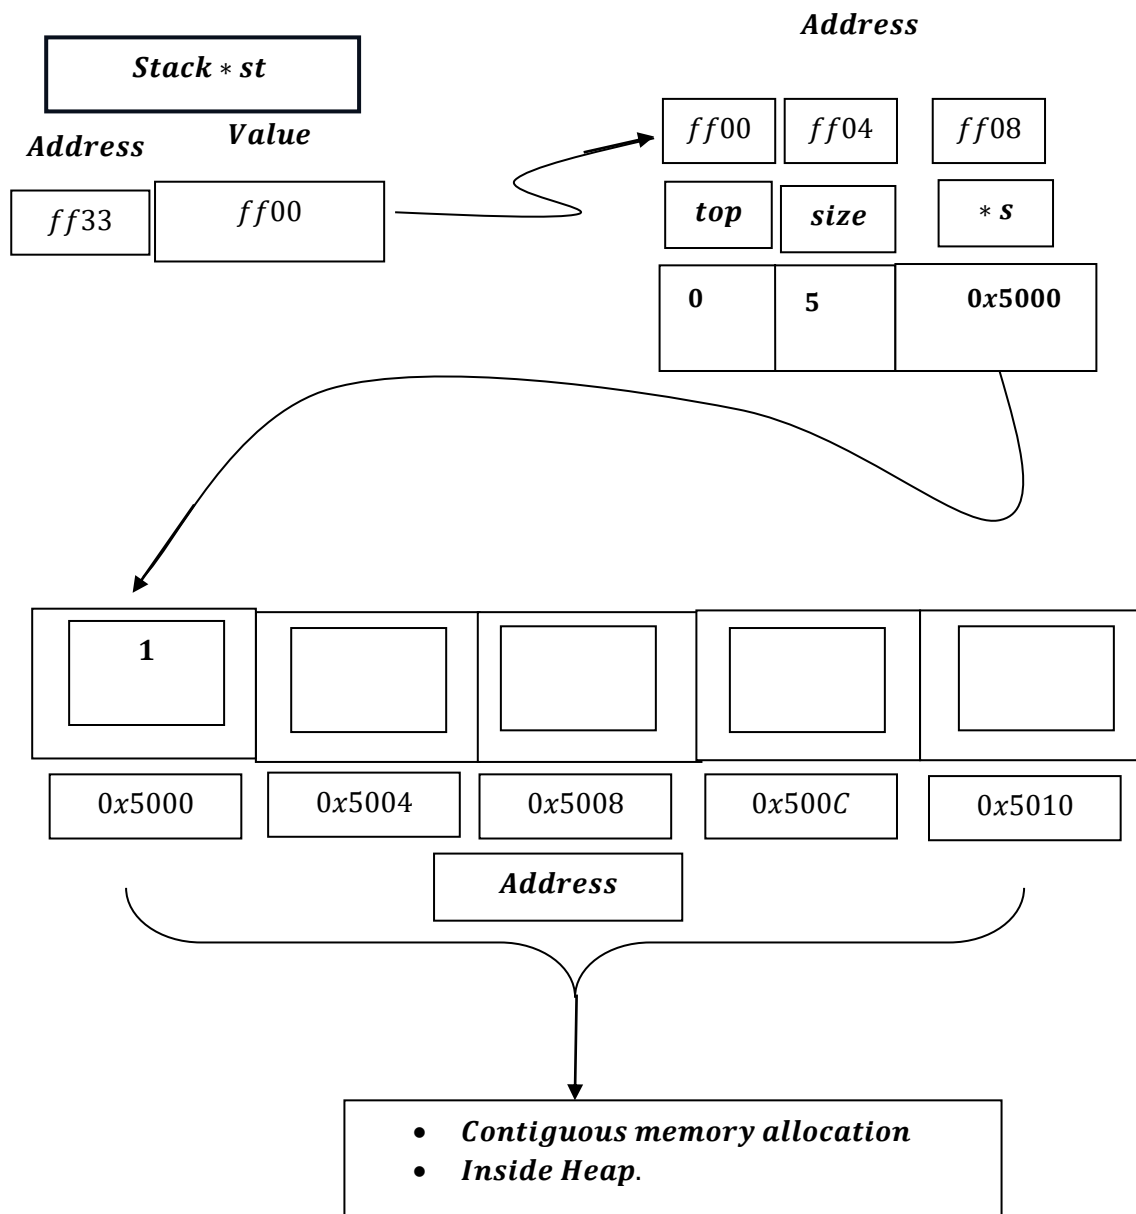 Address
Stack * st
Address Value
ff33 ff00
ff00 ff04 ff08
top size * s
0 5 0x5000
1
0x5000 0x5004 0x5008 0x500C 0x5010
Address
• Contiguous memory allocation
• Inside Heap.